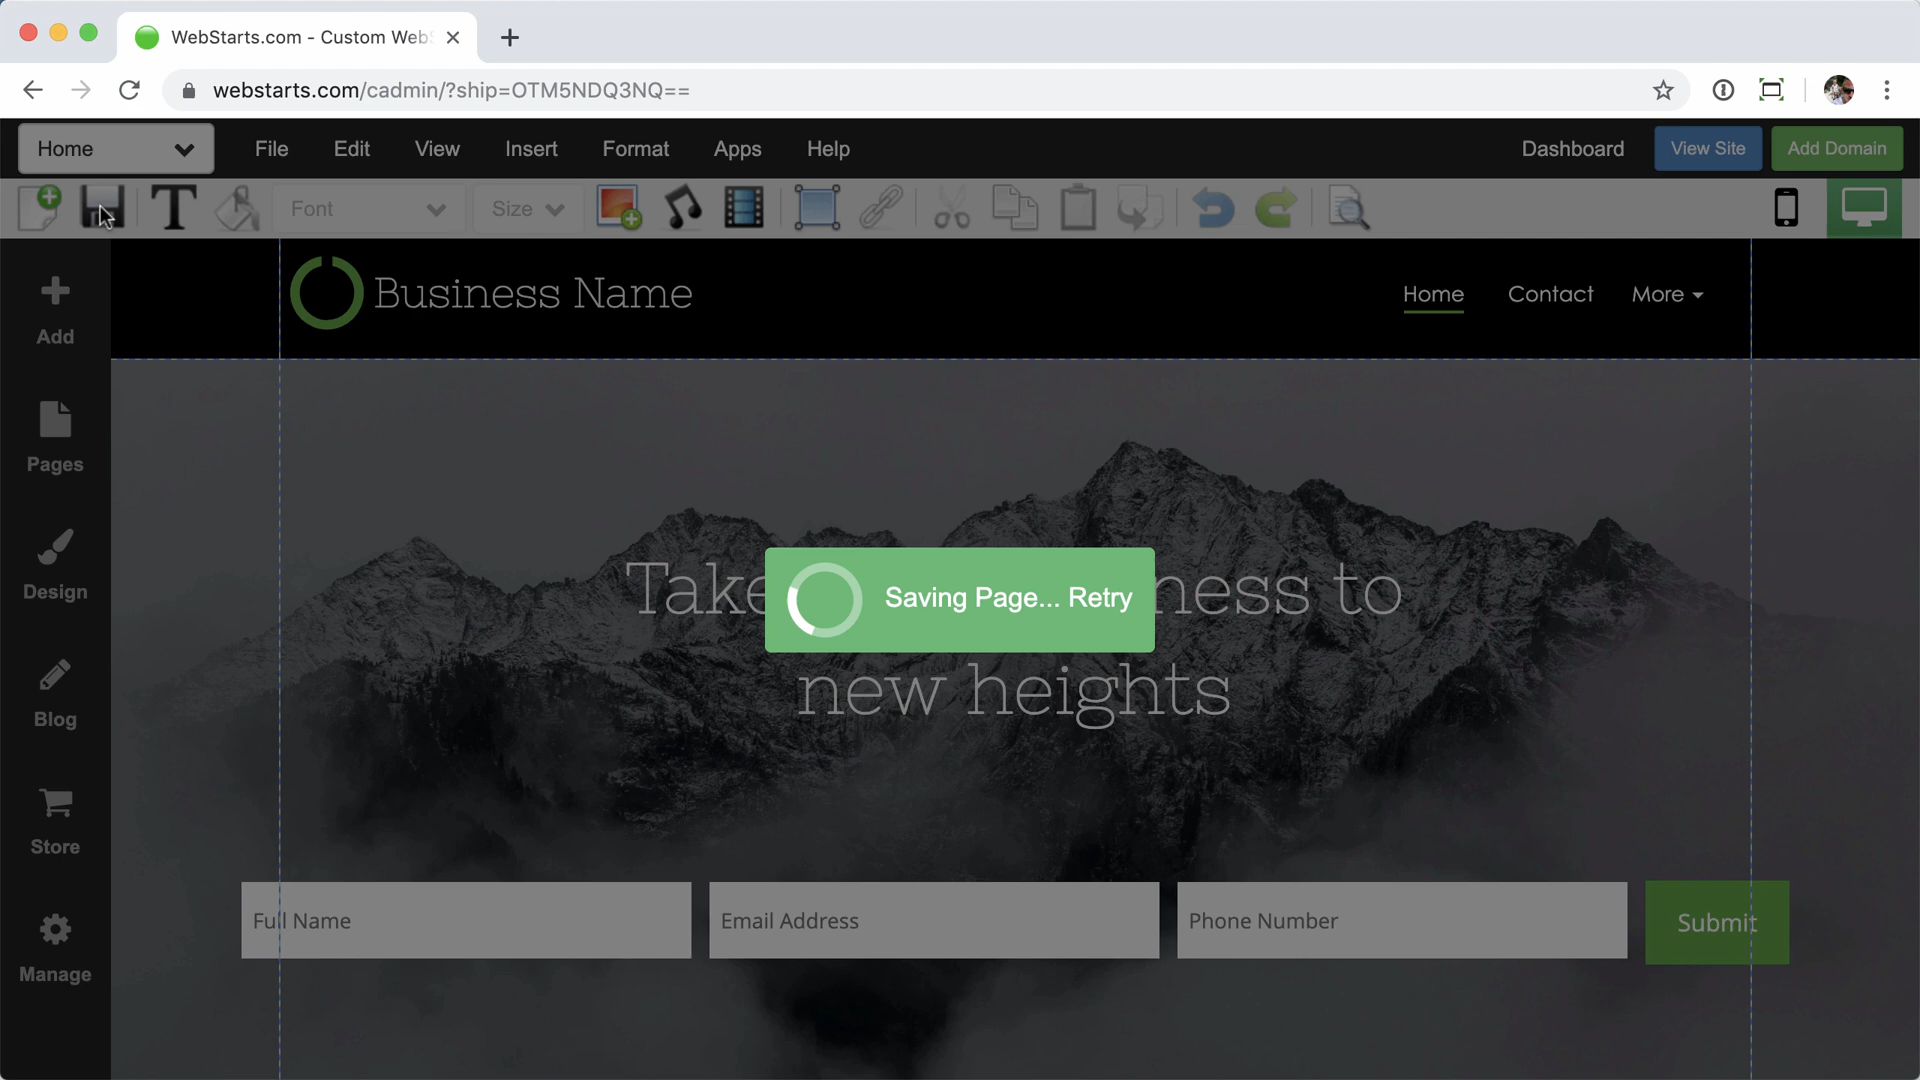 WebStarts.com - Custom Web
webstarts.com/cadmin/?ship=OTM5NDQ3NQ==
Home File Edit View Insert Format Apps Help Dashboard View Site Add Domain
T Font Size
Business Name Home Contact More
Add
Pages
Design
Blog
Store
Manage
Take ness to
new heights
Saving Page... Retry
Full Name Email Address Phone Number Submit